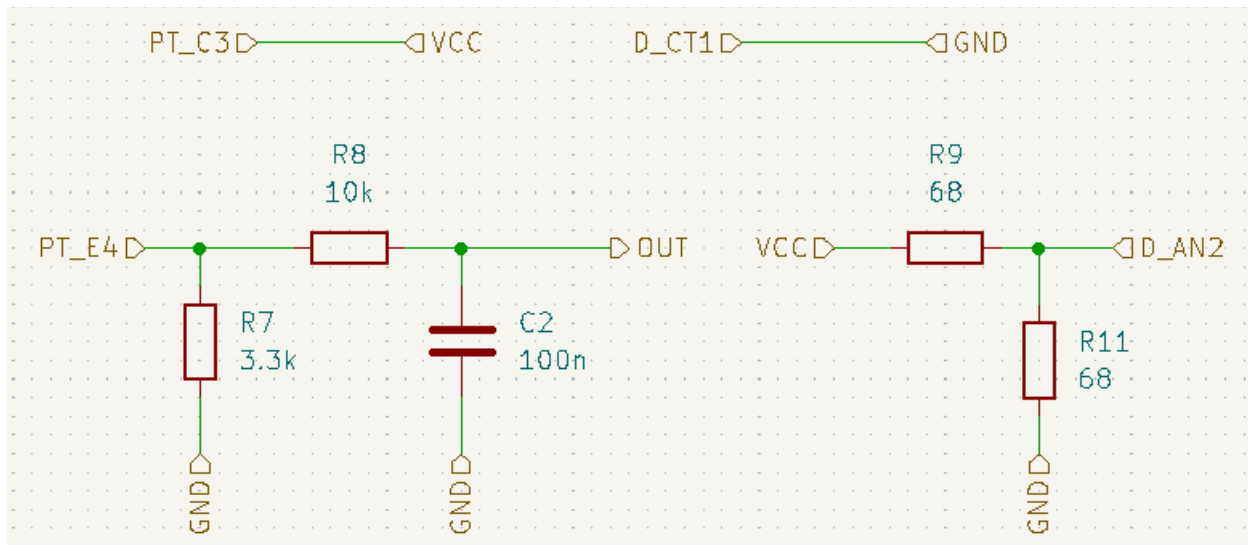 PT_C3 VCC
D_CT1 GND
R8
10k
R9
68
PT_E4
OUT
VCC
D_AN2
R7
3.3k
C2
100n
R11
68
GND
GND
GND